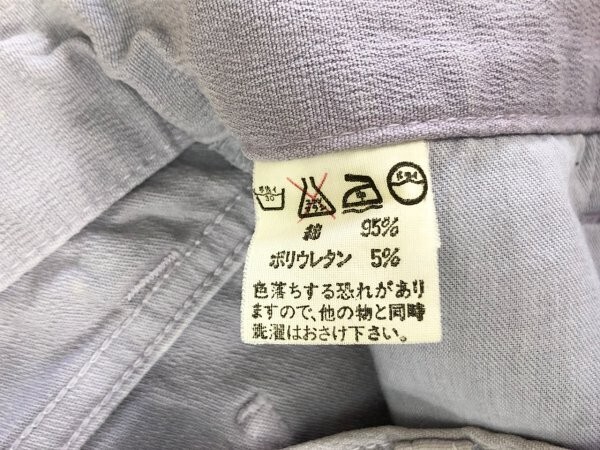 綿 95%
ポリウレタン 5%
色落ちする恐れがあり
ますので、他の物と同時
洗濯はおさけ下さい。